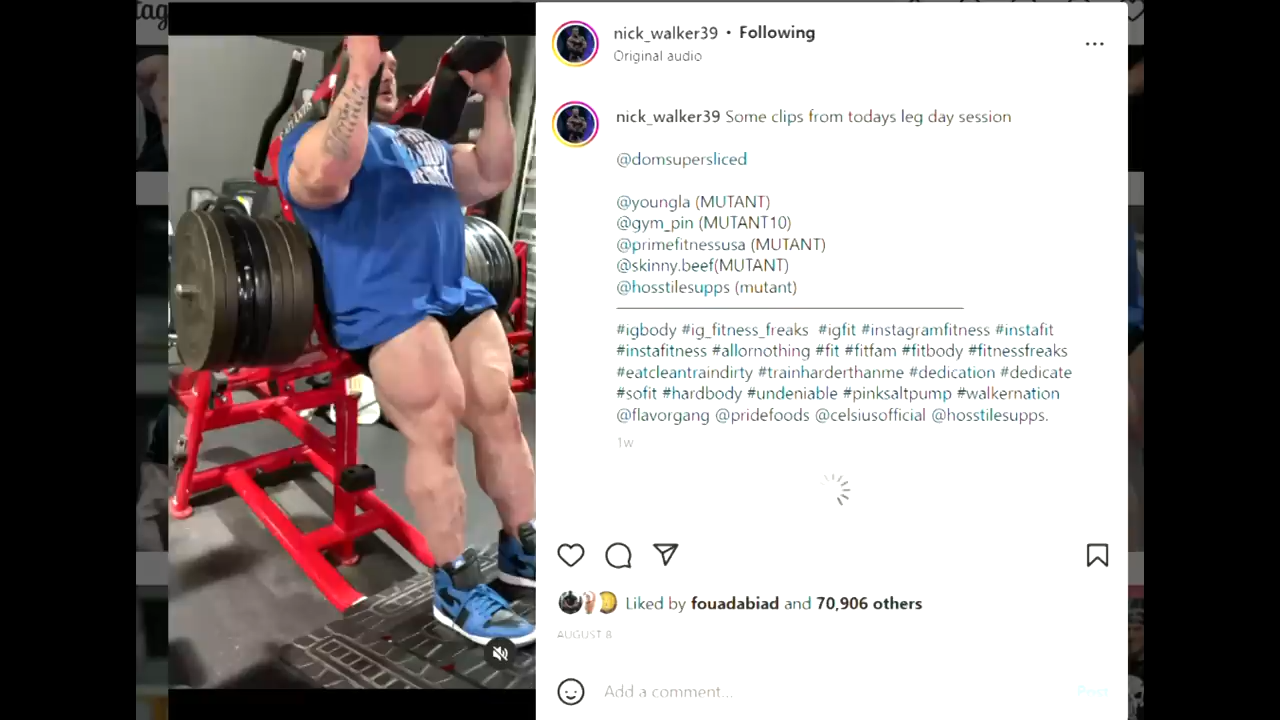 tag
nick_walker39 • Following
Original audio
nick_walker39 Some clips from todays leg day session
@domsupersliced
@youngla (MUTANT)
@gym_pin (MUTANT10)
@primefitnessusa (MUTANT)
@skinny.beef(MUTANT)
@hosstilesupps (mutant)
#igbody #ig_fitness_freaks #igfit #instagramfitness #instafit
#instafitness #allornothing #fit #fitfam #fitbody #fitnessfreaks
#eatcleantraindirty #trainharderthanme #dedication #dedicate
#sofit #hardbody #undeniable #pinksaltpump #walkernation
@flavorgang @pridefoods @celsiusofficial @hosstilesupps.
1w
Liked by fouadabiad and 70,906 others
AUGUST 8
Add a comment...
Post